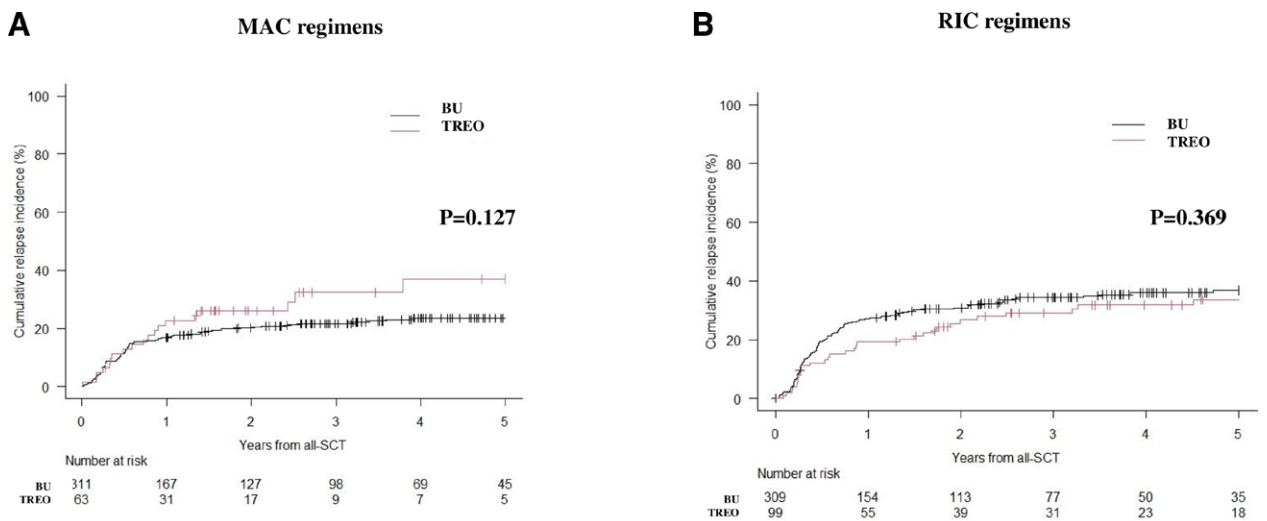 A
MAC regimens
BU
TREO
P=0.127
Cumulative relapse incidence (%)
100
80
60
40
20
0
0 1 2 3 4 5
Years from all-SCT
Number at risk
BU 311 167 127 98 69 45
TREO 63 31 17 9 7 5
B
RIC regimens
BU
TREO
P=0.369
Cumulative relapse incidence (%)
100
80
60
40
20
0
0 1 2 3 4 5
Years from all-SCT
Number at risk
BU 309 154 113 77 50 35
TREO 99 55 39 31 23 18